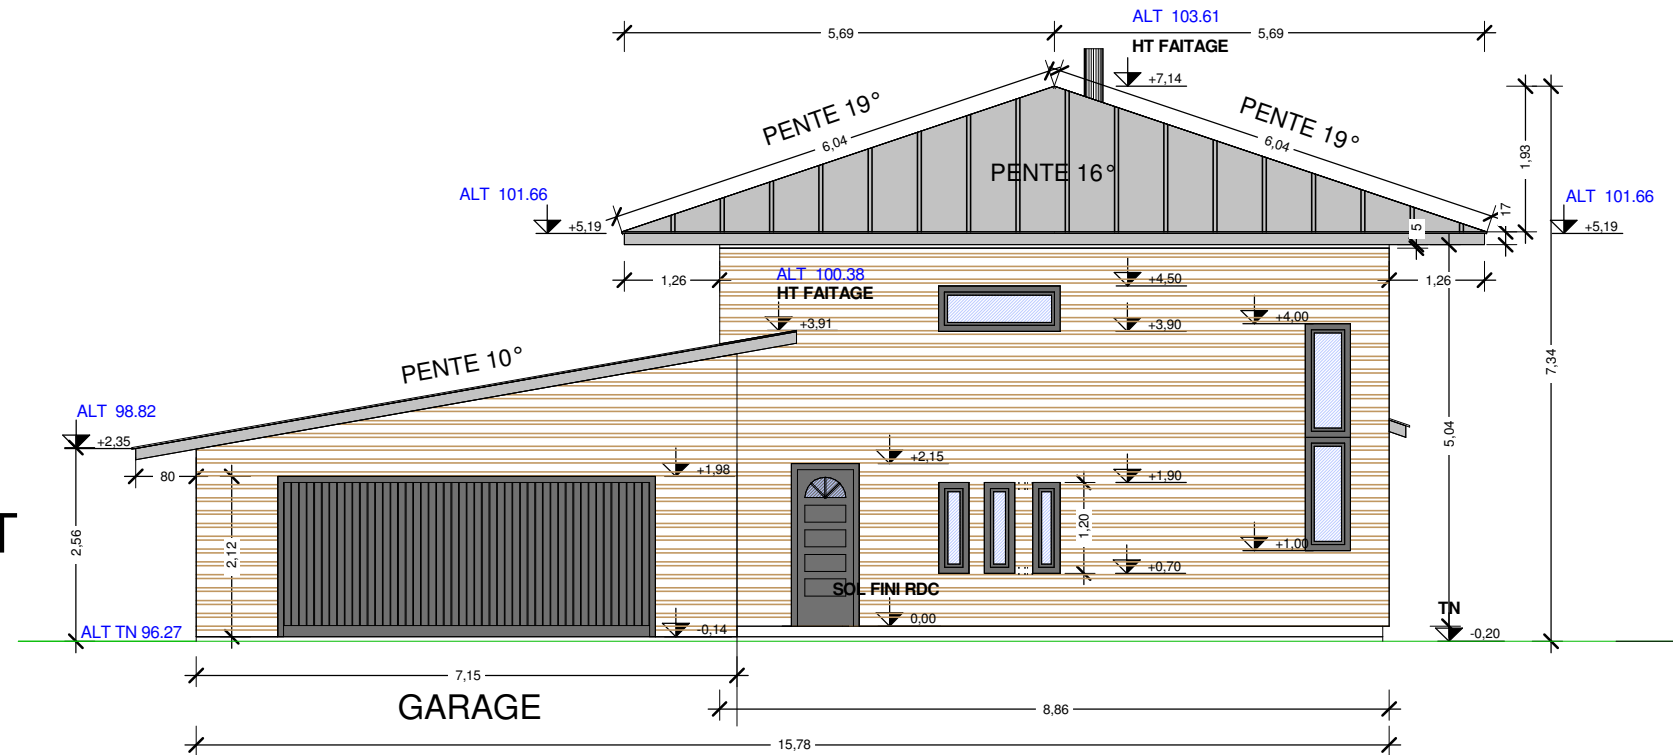 ALT 103.61
5,69
5,69
HT FAITAGE
+7,14
PENTE 19°
6,04
PENTE 19°
6,04
1,93
PENTE 16°
ALT 101.66
+5,19
17
ALT 101.66
+5,19
5
1,26
ALT 100.38
HT FAITAGE
+4,50
1,26
+3,91
+3,90
+4,00
PENTE 10°
7,34
ALT 98.82
+2,35
5,04
80
+1,98
+2,15
+1,90
T
2,56
2,12
1,20
+1,00
+0,70
SOL FINI RDC
0,00
TN
ALT TN 96.27
-0,14
-0,20
7,15
GARAGE
8,86
15,78